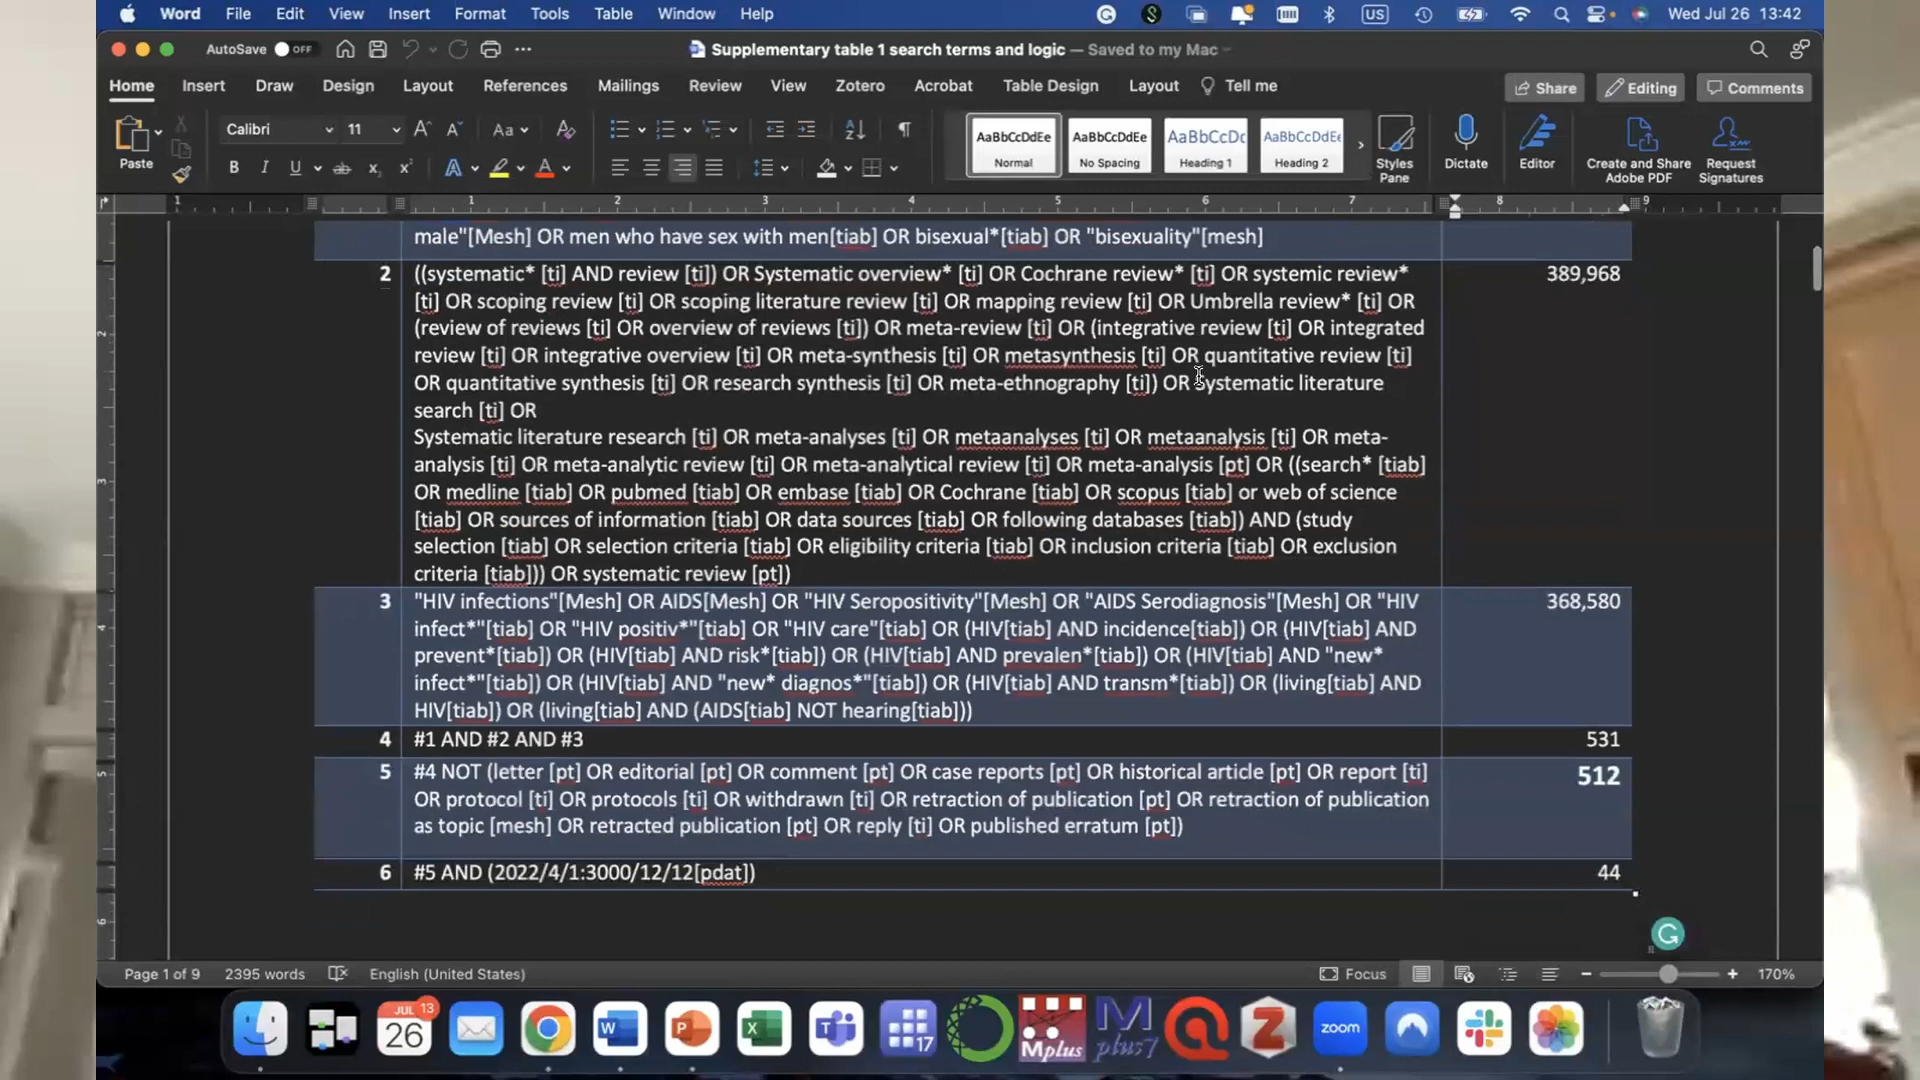 Word File Edit View Insert Format Tools Table Window Help US Wed Jul 26 13:42
AutoSave OFF Supplementary table 1 search terms and logic — Saved to my Mac
Home Insert Draw Design Layout References Mailings Review View Zotero Acrobat Table Design Layout Tell me Share Editing Comments
Calibri 11 A A Aa A AaBbCcDdEe AaBbCcDdEe AaBbCcDc AaBbCcDdEe
Paste B I U ab x x A A Normal No Spacing Heading 1 Heading 2 Styles Pane Dictate Editor Create and Share Adobe PDF Request Signatures
1 1 2 3 4 5 6 7 8 9
male"[Mesh] OR men who have sex with men[tiab] OR bisexual*[tiab] OR "bisexuality"[mesh]
2 ((systematic* [ti] AND review [ti]) OR Systematic overview* [ti] OR Cochrane review* [ti] OR systemic review* 389,968
[ti] OR scoping review [ti] OR scoping literature review [ti] OR mapping review [ti] OR Umbrella review* [ti] OR
(review of reviews [ti] OR overview of reviews [ti]) OR meta-review [ti] OR (integrative review [ti] OR integrated
review [ti] OR integrative overview [ti] OR meta-synthesis [ti] OR metasynthesis [ti] OR quantitative review [ti]
OR quantitative synthesis [ti] OR research synthesis [ti] OR meta-ethnography [ti]) OR Systematic literature
search [ti] OR
Systematic literature research [ti] OR meta-analyses [ti] OR metaanalyses [ti] OR metaanalysis [ti] OR meta-
analysis [ti] OR meta-analytic review [ti] OR meta-analytical review [ti] OR meta-analysis [pt] OR ((search* [tiab]
OR medline [tiab] OR pubmed [tiab] OR embase [tiab] OR Cochrane [tiab] OR scopus [tiab] or web of science
[tiab] OR sources of information [tiab] OR data sources [tiab] OR following databases [tiab]) AND (study
selection [tiab] OR selection criteria [tiab] OR eligibility criteria [tiab] OR inclusion criteria [tiab] OR exclusion
criteria [tiab])) OR systematic review [pt])
3 "HIV infections"[Mesh] OR AIDS[Mesh] OR "HIV Seropositivity"[Mesh] OR "AIDS Serodiagnosis"[Mesh] OR "HIV 368,580
infect*"[tiab] OR "HIV positiv*"[tiab] OR "HIV care"[tiab] OR (HIV[tiab] AND incidence[tiab]) OR (HIV[tiab] AND
prevent*[tiab]) OR (HIV[tiab] AND risk*[tiab]) OR (HIV[tiab] AND prevalen*[tiab]) OR (HIV[tiab] AND "new*
infect*"[tiab]) OR (HIV[tiab] AND "new* diagnos*"[tiab]) OR (HIV[tiab] AND transm*[tiab]) OR (living[tiab] AND
HIV[tiab]) OR (living[tiab] AND (AIDS[tiab] NOT hearing[tiab]))
4 #1 AND #2 AND #3 531
5 #4 NOT (letter [pt] OR editorial [pt] OR comment [pt] OR case reports [pt] OR historical article [pt] OR report [ti] 512
OR protocol [ti] OR protocols [ti] OR withdrawn [ti] OR retraction of publication [pt] OR retraction of publication
as topic [mesh] OR retracted publication [pt] OR reply [ti] OR published erratum [pt])
6 #5 AND (2022/4/1:3000/12/12[pdat]) 44
Page 1 of 9 2395 words English (United States) Focus 170%
JUL 13 26 W P X T 17 Mplus M plus7 Z zoom